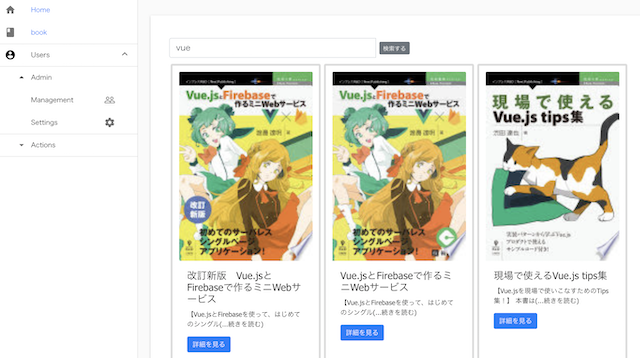 Home
book
Users
Admin
Management
Settings
Actions
vue
検索する
Vue.jsとFirebaseで
作るミニWebサービス
渡邊 達明 著
改訂
新版
初めてのサーバレス
シングルページ
アプリケーション!
改訂新版 Vue.jsと
Firebaseで作るミニWebサ
ービス
【Vue.jsとFirebaseを使って、はじめて
のシングル(...続きを読む)
詳細を見る
Vue.jsとFirebaseで
作るミニWebサービス
渡邊 達明 著
初めてのサーバレス
シングルページ
アプリケーション!
Vue.jsとFirebaseで作るミ
ニWebサービス
【Vue.jsとFirebaseを使って、はじめて
のシングル(...続きを読む)
詳細を見る
現場で使える
Vue.js tips集
現場で使えるVue.js tips集
【Vue.jsを現場で使いこなすためのTips
集！】 本書は(...続きを読む)
詳細を見る